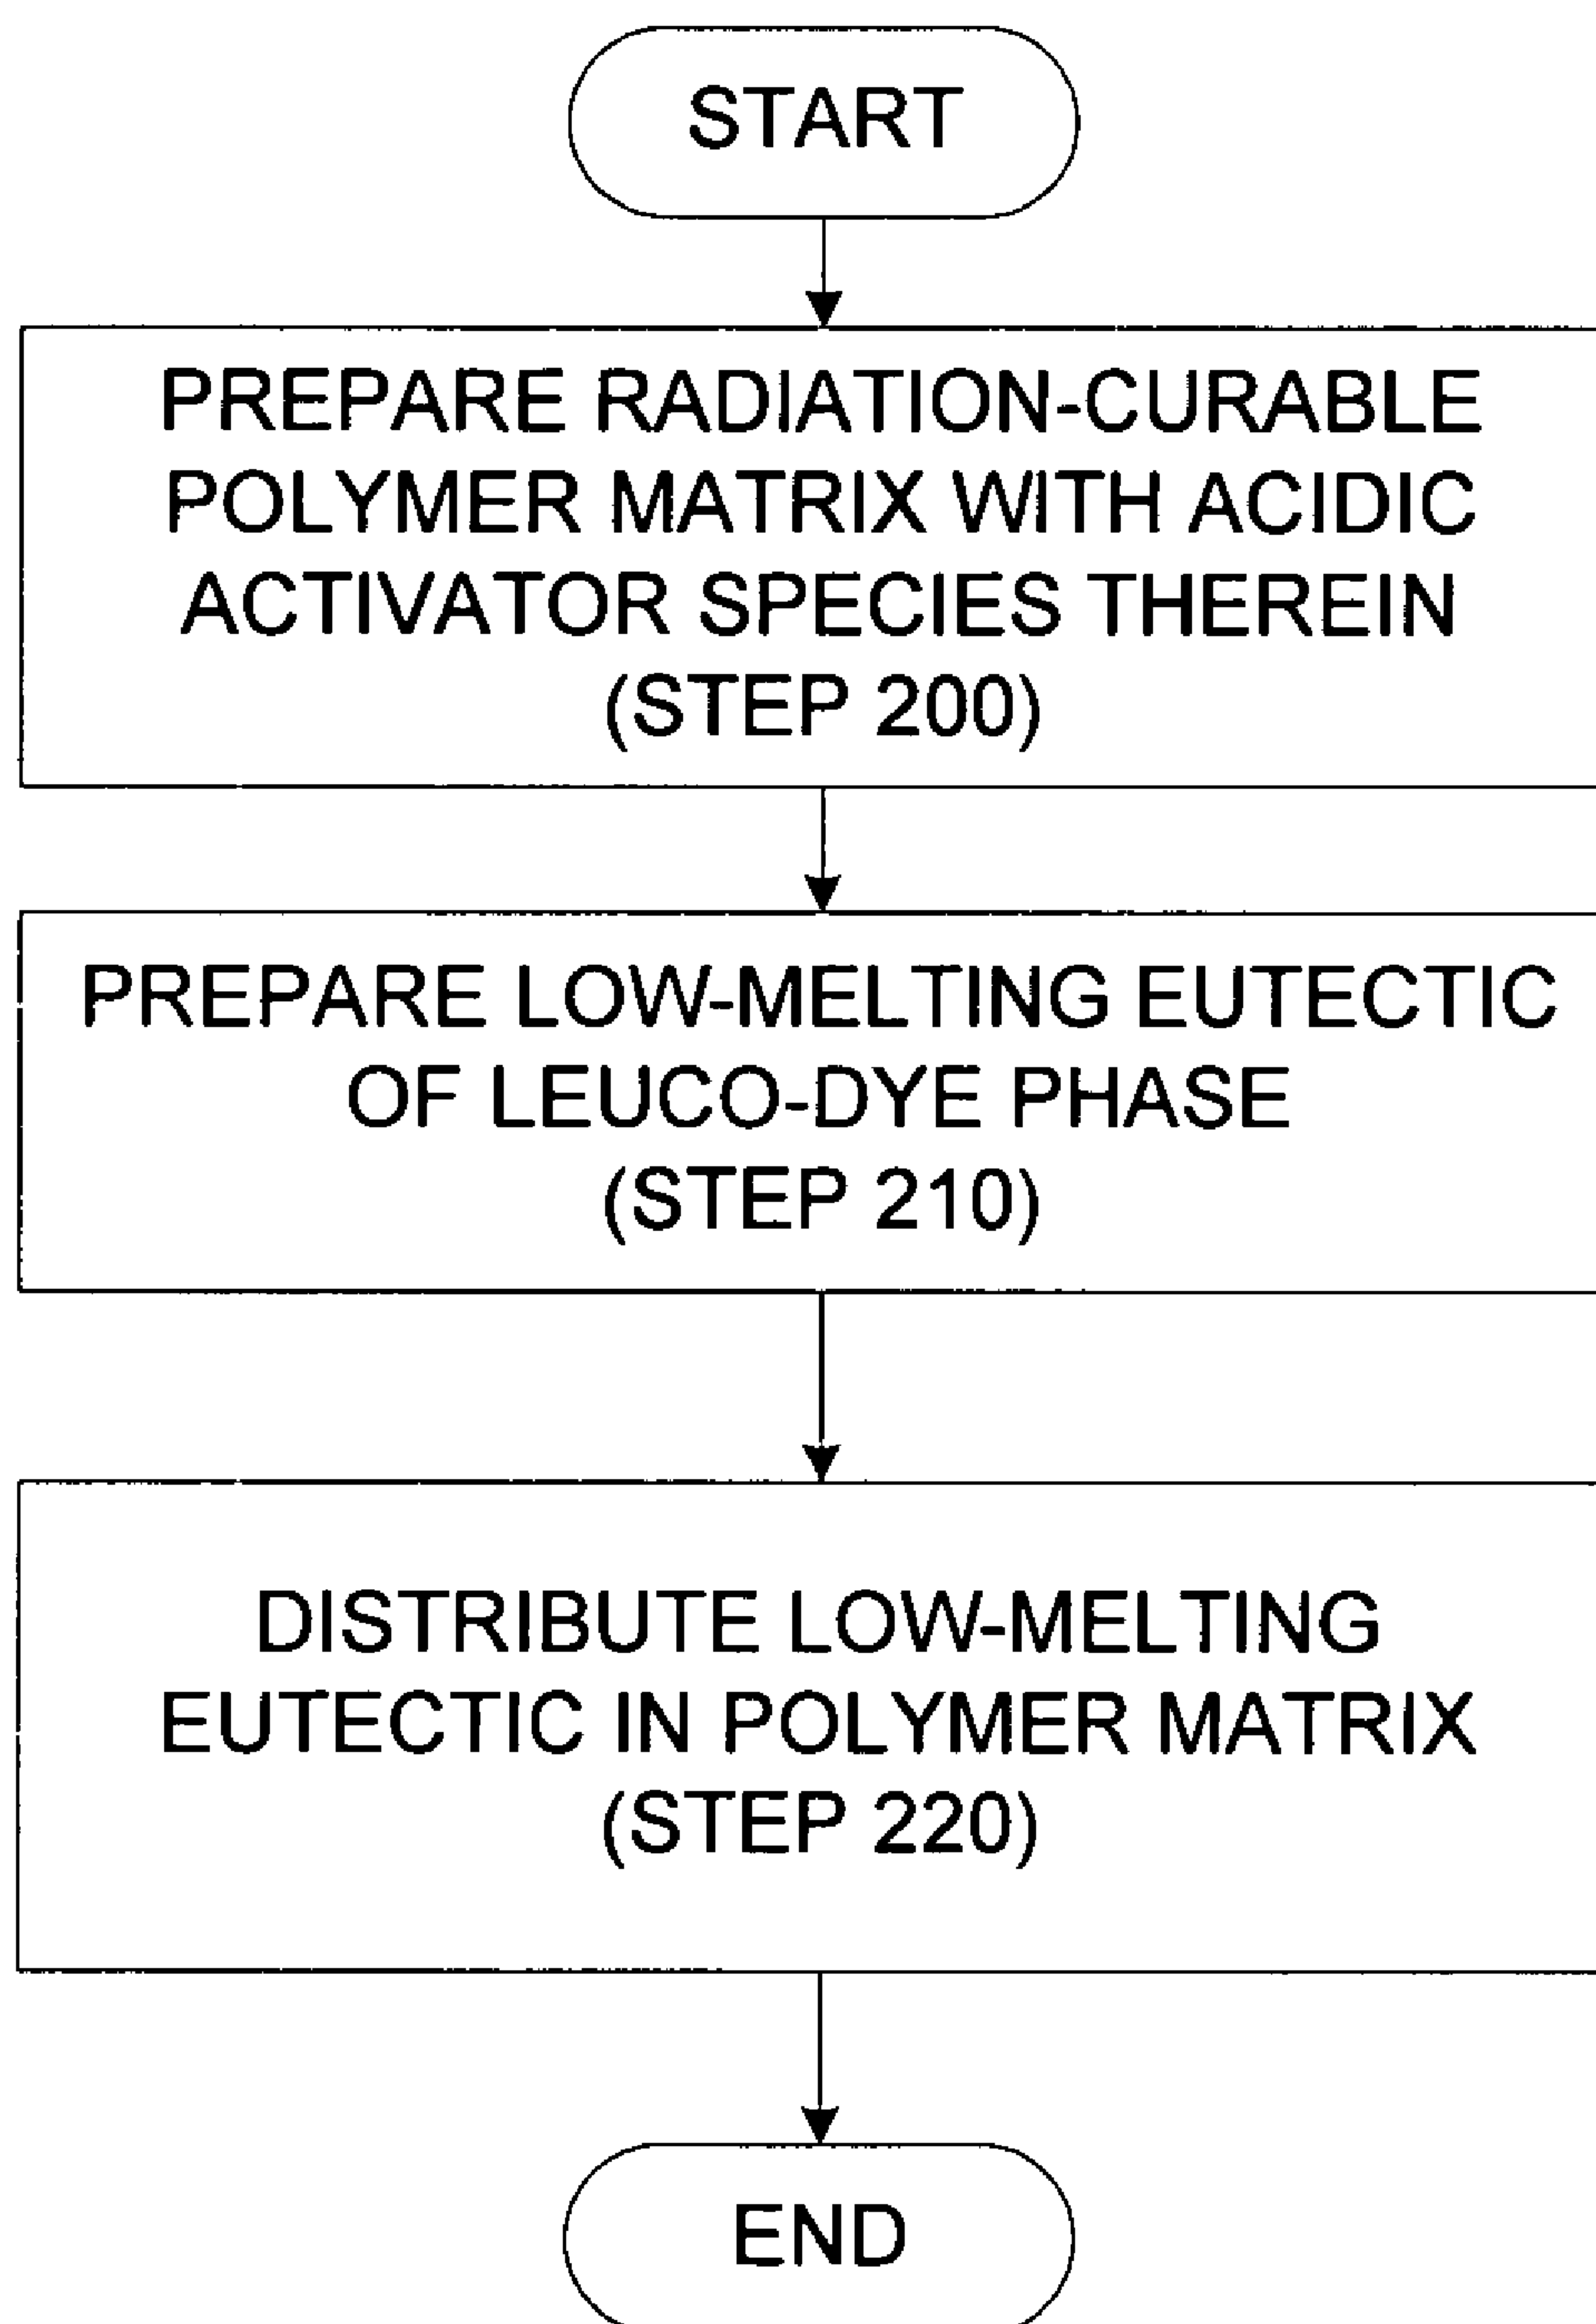 START
PREPARE RADIATION-CURABLE
POLYMER MATRIX WITH ACIDIC
ACTIVATOR SPECIES THEREIN
(STEP 200)
PREPARE LOW-MELTING EUTECTIC
OF LEUCO-DYE PHASE
(STEP 210)
DISTRIBUTE LOW-MELTING
EUTECTIC IN POLYMER MATRIX
(STEP 220)
END